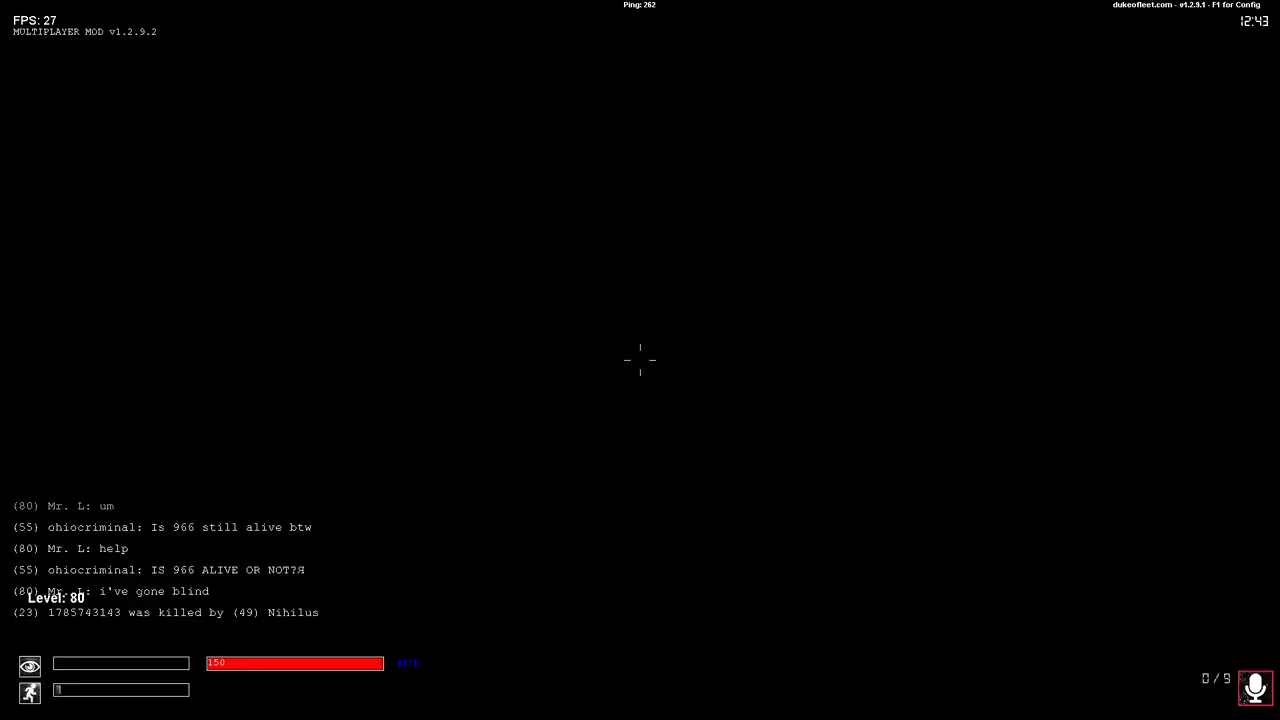 Ping: 262
dukeofleet.com - v1.2.9.1 - F1 for Config
FPS: 27
12:43
MULTIPLAYER MOD v1.2.9.2
(80) Mr. L: um
(55) ohiocriminal: Is 966 still alive btw
(80) Mr. L: help
(55) ohiocriminal: IS 966 ALIVE OR NOT?Я
(80) Mr. L: i've gone blind
Level: 80
(23) 1785743143 was killed by (49) Nihilus
150
0/9